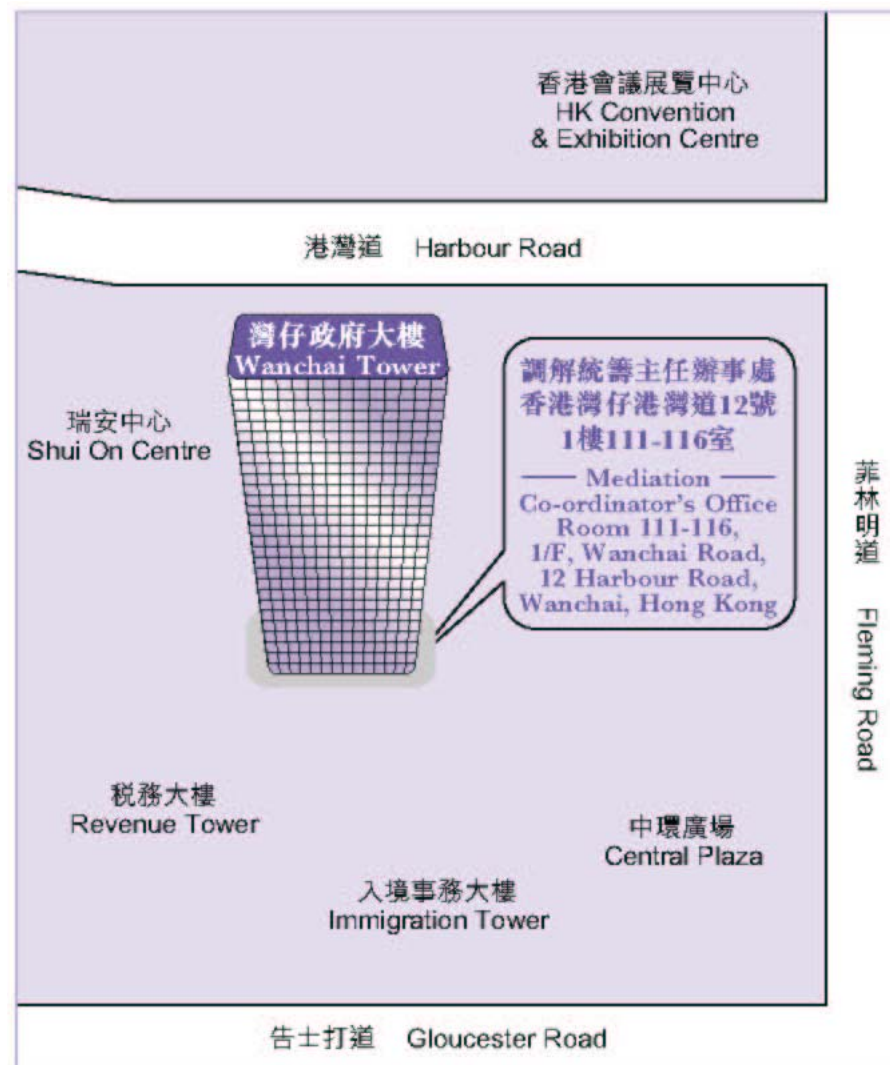 香港會議展覽中心
HK Convention
& Exhibition Centre
港灣道 Harbour Road
灣仔政府大樓
Wanchai Tower
調解統籌主任辦事處
香港灣仔港灣道12號
1樓111-116室
Mediation
Co-ordinator's Office
Room 111-116,
1/F, Wanchai Road,
12 Harbour Road,
Wanchai, Hong Kong
瑞安中心
Shui On Centre
菲林明道 Fleming Road
税務大樓
Revenue Tower
中環廣場
Central Plaza
入境事務大樓
Immigration Tower
告士打道 Gloucester Road